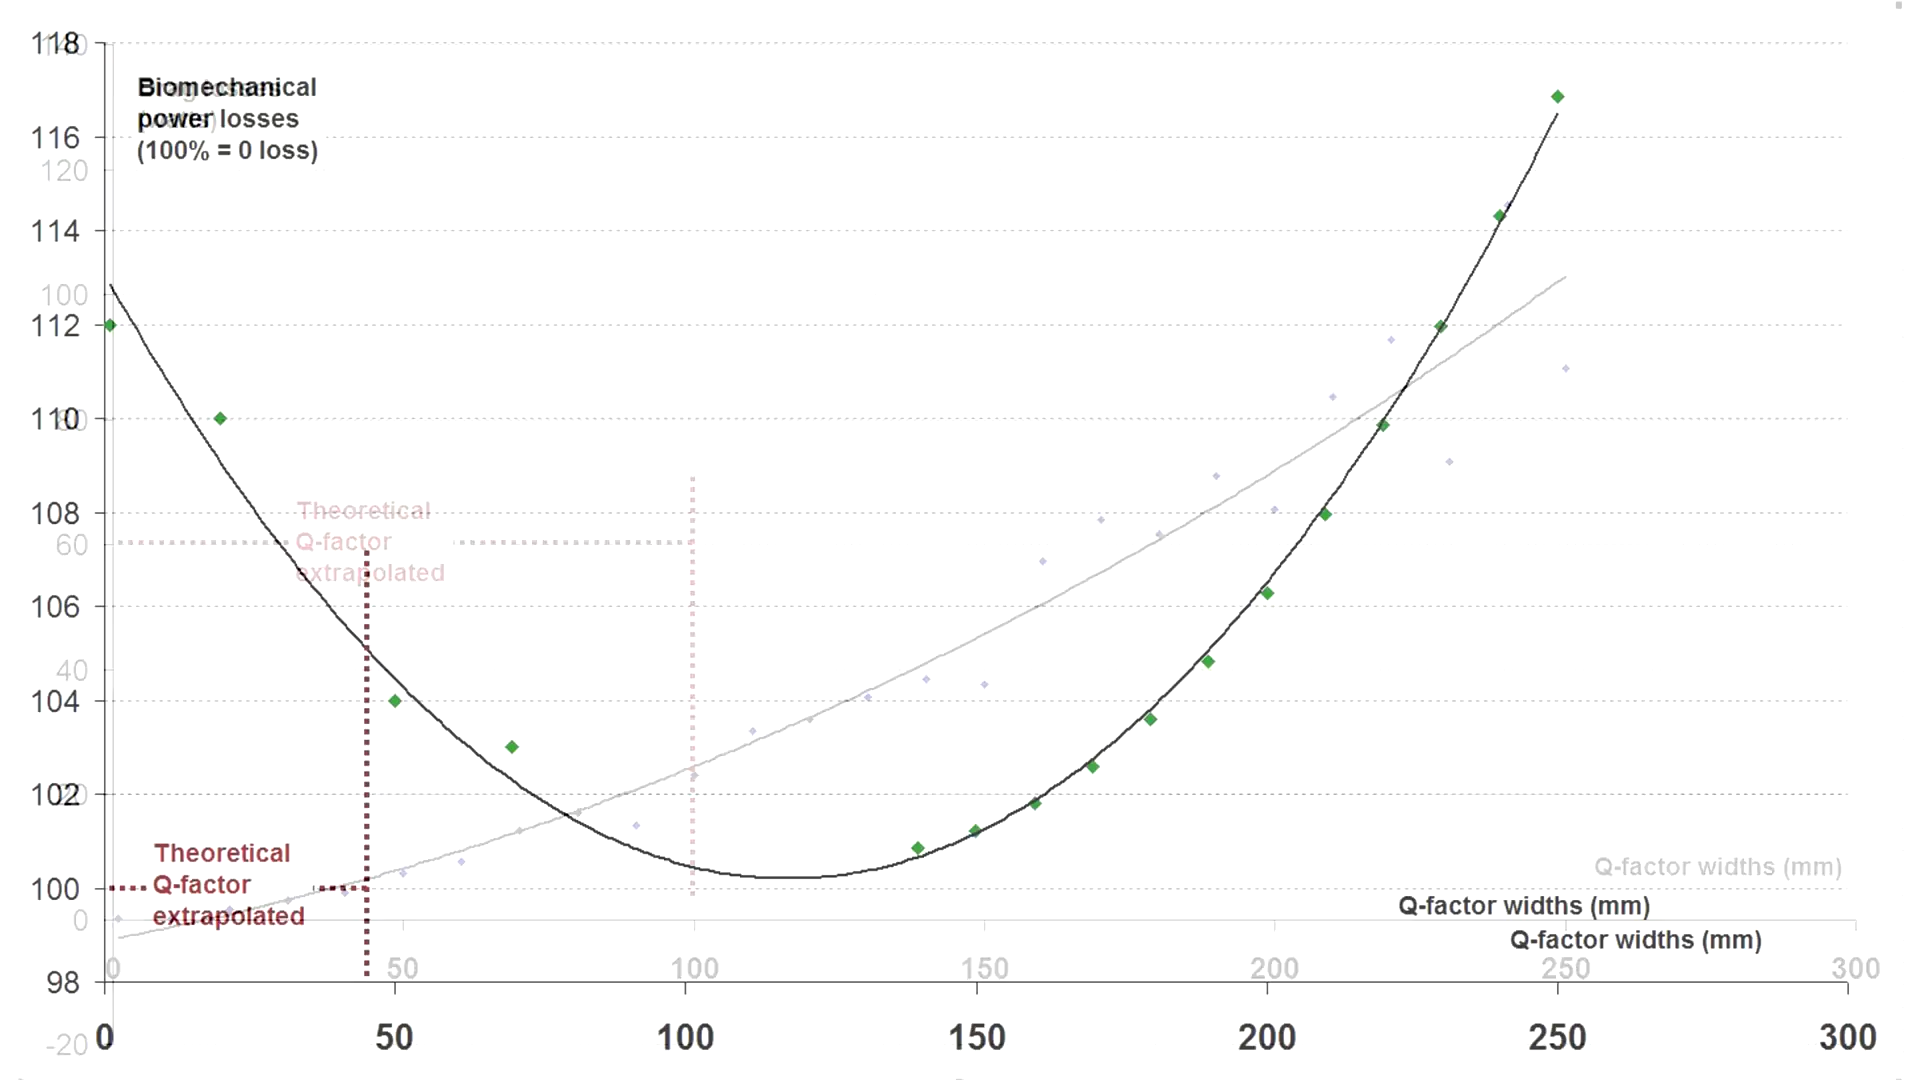 118
Biomechanical
power losses
(100% = 0 loss)
116
120
114
100
112
110
80
Theoretical
Q-factor
extrapolated
108
60
106
40
104
102
Theoretical
Q-factor
extrapolated
100
Q-factor widths (mm)
Q-factor widths (mm)
0
Q-factor widths (mm)
0 50 100 150 200 250 300
98
-20
0 50 100 150 200 250 300